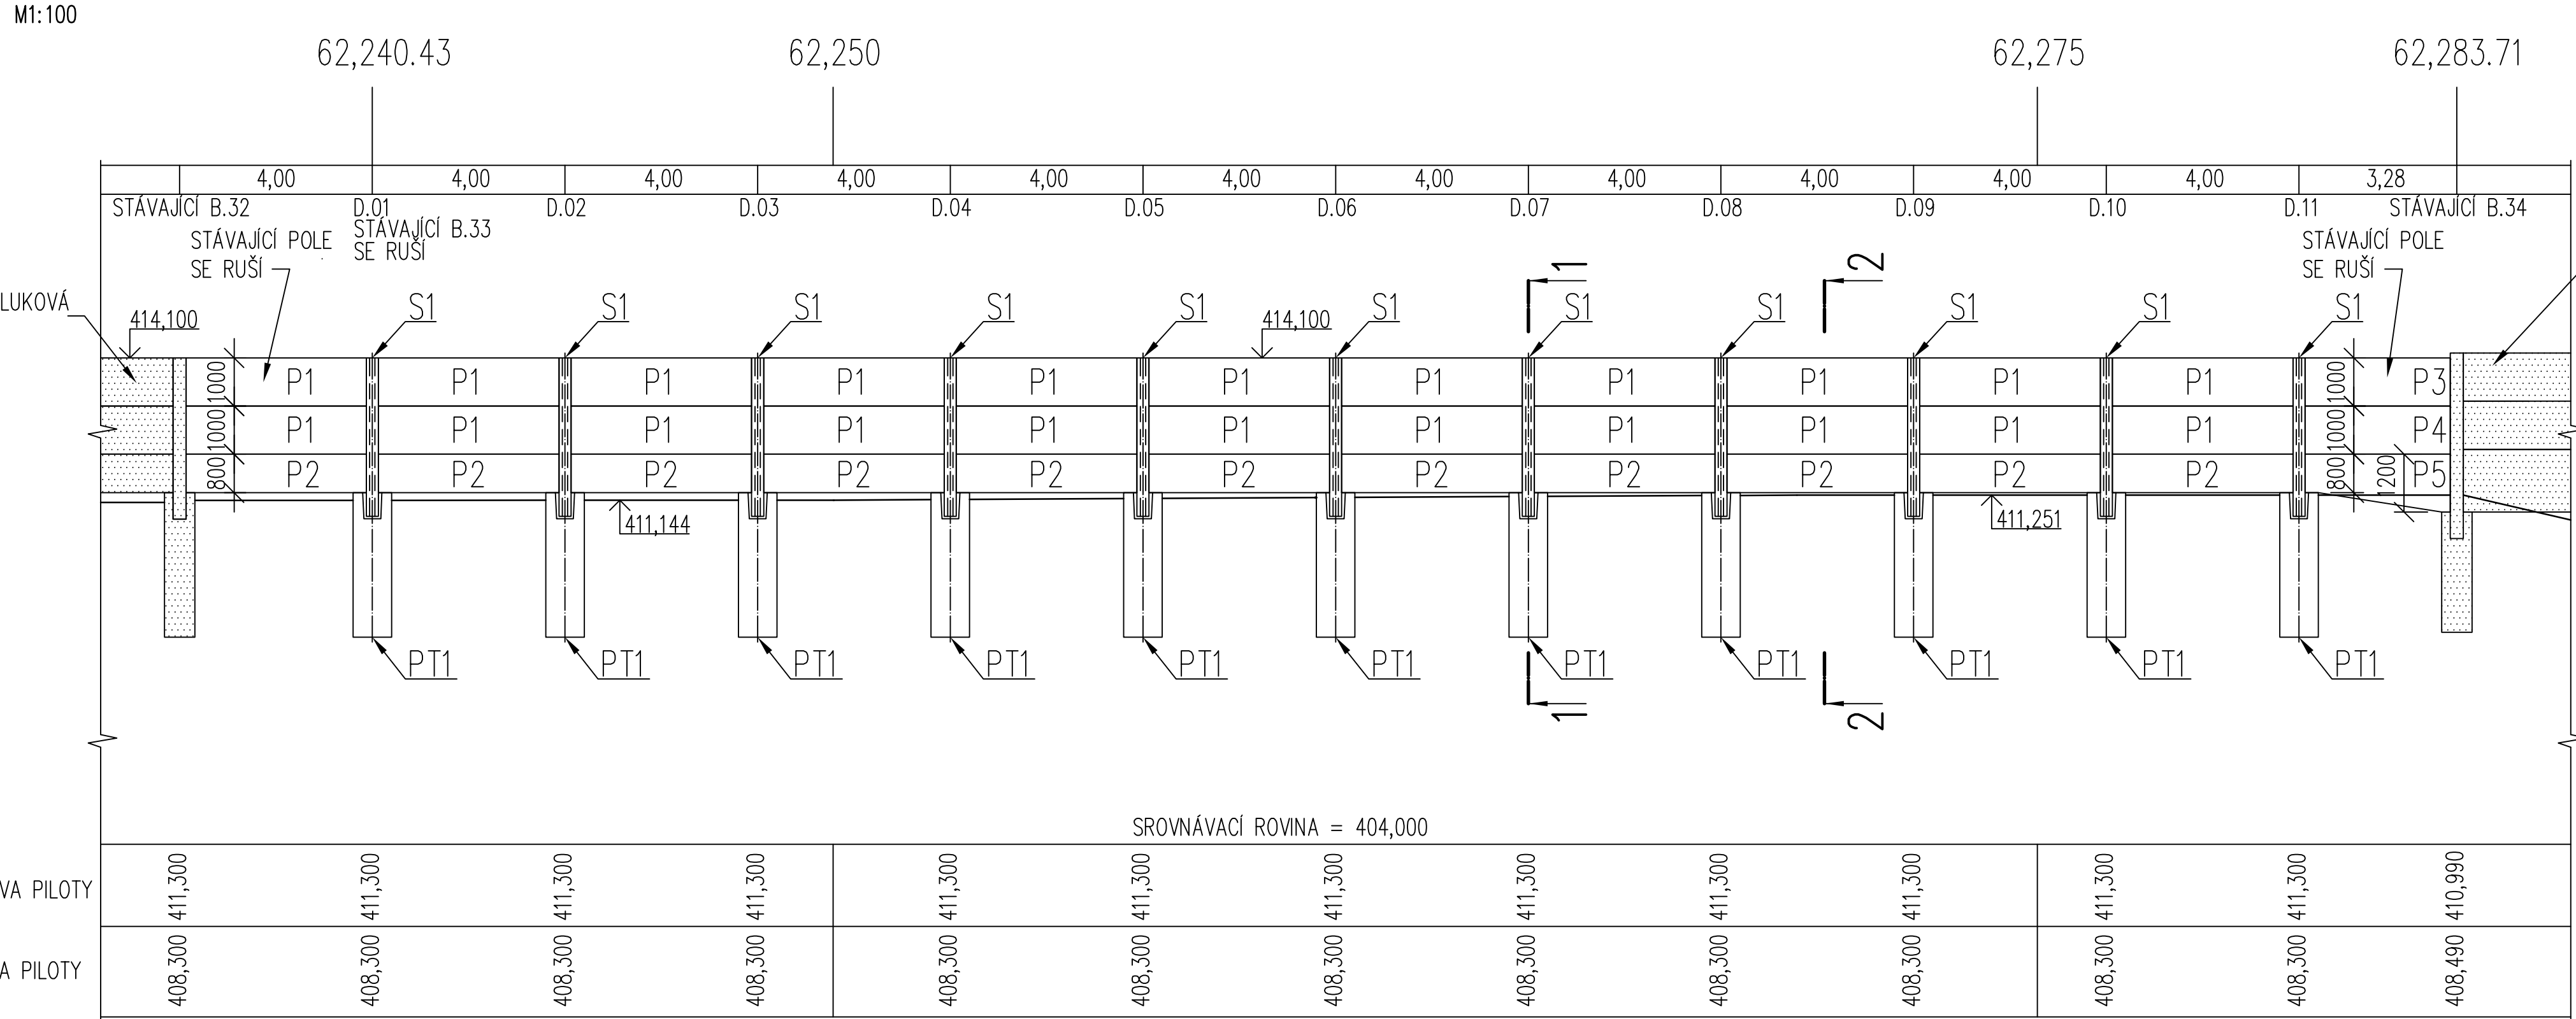 M1:100
62,240.43 62,250 62,275 62,283.71
4,00 4,00 4,00 4,00 4,00 4,00 4,00 4,00 4,00 4,00 4,00 3,28
STÁVAJÍCÍ B.32 D.01 D.02 D.03 D.04 D.05 D.06 D.07 D.08 D.09 D.10 D.11 STÁVAJÍCÍ B.34
STÁVAJÍCÍ B.33
SE RUŠÍ
STÁVAJÍCÍ POLE
SE RUŠÍ
STÁVAJÍCÍ POLE
SE RUŠÍ
1 2
LUKOVÁ
S1 S1 S1 S1 S1 S1 S1 S1 S1 S1 S1
414,100 414,100
1000 P1 P1 P1 P1 P1 P1 P1 P1 P1 P1 P1 1000 P3
1000 P1 P1 P1 P1 P1 P1 P1 P1 P1 P1 P1 1000 P4
800 P2 P2 P2 P2 P2 P2 P2 P2 P2 P2 P2 800 1200 P5
411,144 411,251
PT1 PT1 PT1 PT1 PT1 PT1 PT1 PT1 PT1 PT1 PT1
1 2
SROVNÁVACÍ ROVINA = 404,000
VA PILOTY 411,300 411,300 411,300 411,300 411,300 411,300 411,300 411,300 411,300 411,300 411,300 411,300 410,990
A PILOTY 408,300 408,300 408,300 408,300 408,300 408,300 408,300 408,300 408,300 408,300 408,300 408,300 408,490